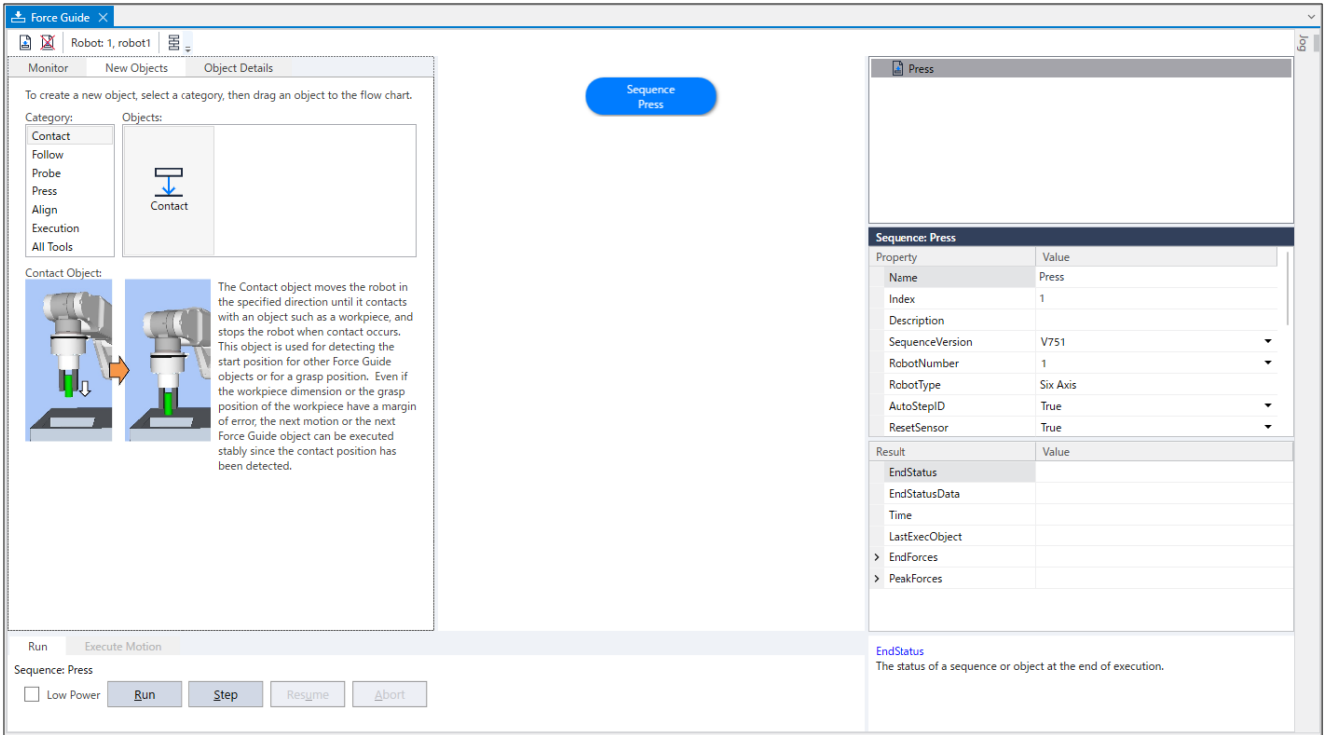 Force Guide
Robot: 1, robot1
Jog
Monitor
New Objects
Object Details
To create a new object, select a category, then drag an object to the flow chart.
Category:
Objects:
Contact
Follow
Probe
Press
Align
Execution
All Tools
Contact
Contact Object:
The Contact object moves the robot in
the specified direction until it contacts
with an object such as a workpiece, and
stops the robot when contact occurs.
This object is used for detecting the
start position for other Force Guide
objects or for a grasp position.  Even if
the workpiece dimension or the grasp
position of the workpiece have a margin
of error, the next motion or the next
Force Guide object can be executed
stably since the contact position has
been detected.
Sequence
Press
Press
Sequence: Press
Property Value
Name Press
Index 1
Description
SequenceVersion V751
RobotNumber 1
RobotType Six Axis
AutoStepID True
ResetSensor True
Result Value
EndStatus
EndStatusData
Time
LastExecObject
EndForces
PeakForces
Run
Execute Motion
Sequence: Press
Low Power
Run
Step
Resume
Abort
EndStatus
The status of a sequence or object at the end of execution.